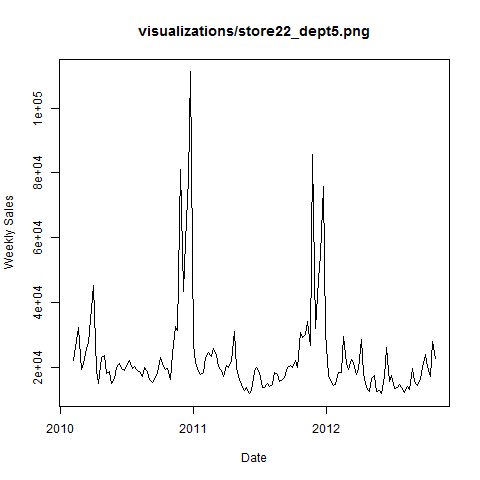 visualizations/store22_dept5.png
Weekly Sales
1e+05
8e+04
6e+04
4e+04
2e+04
2010 2011 2012
Date